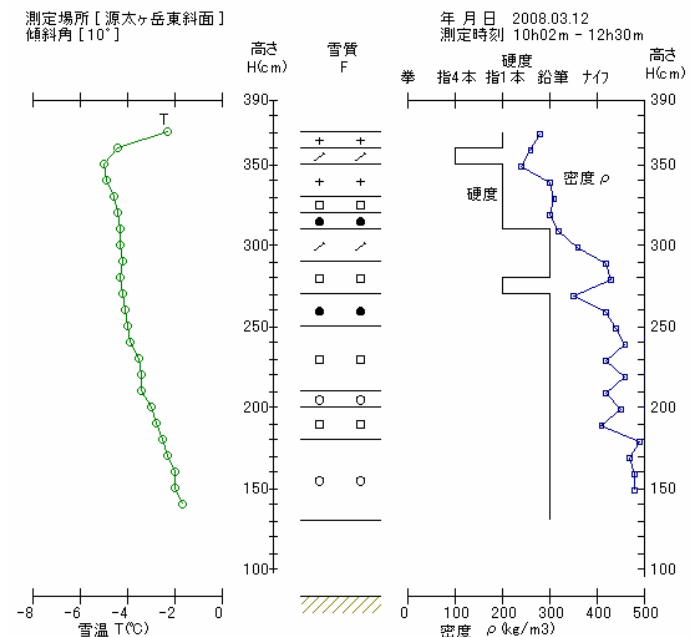 測定場所 [ 源太ヶ岳東斜面 ]
傾斜角 [ 10° ]
年 月 日 2008.03.12
測定時刻 10h02m - 12h30m
高さ
H(cm)
雪質
F
硬度
拳 指4本 指1本 鉛筆 ナイフ
高さ
H(cm)
390
390
T
350
350
密度 ρ
硬度
300
300
250
250
200
200
150
150
100
100
-8 -6 -4 -2 0
雪温 T(℃)
0 100 200 300 400 500
密度 ρ (kg/m3)